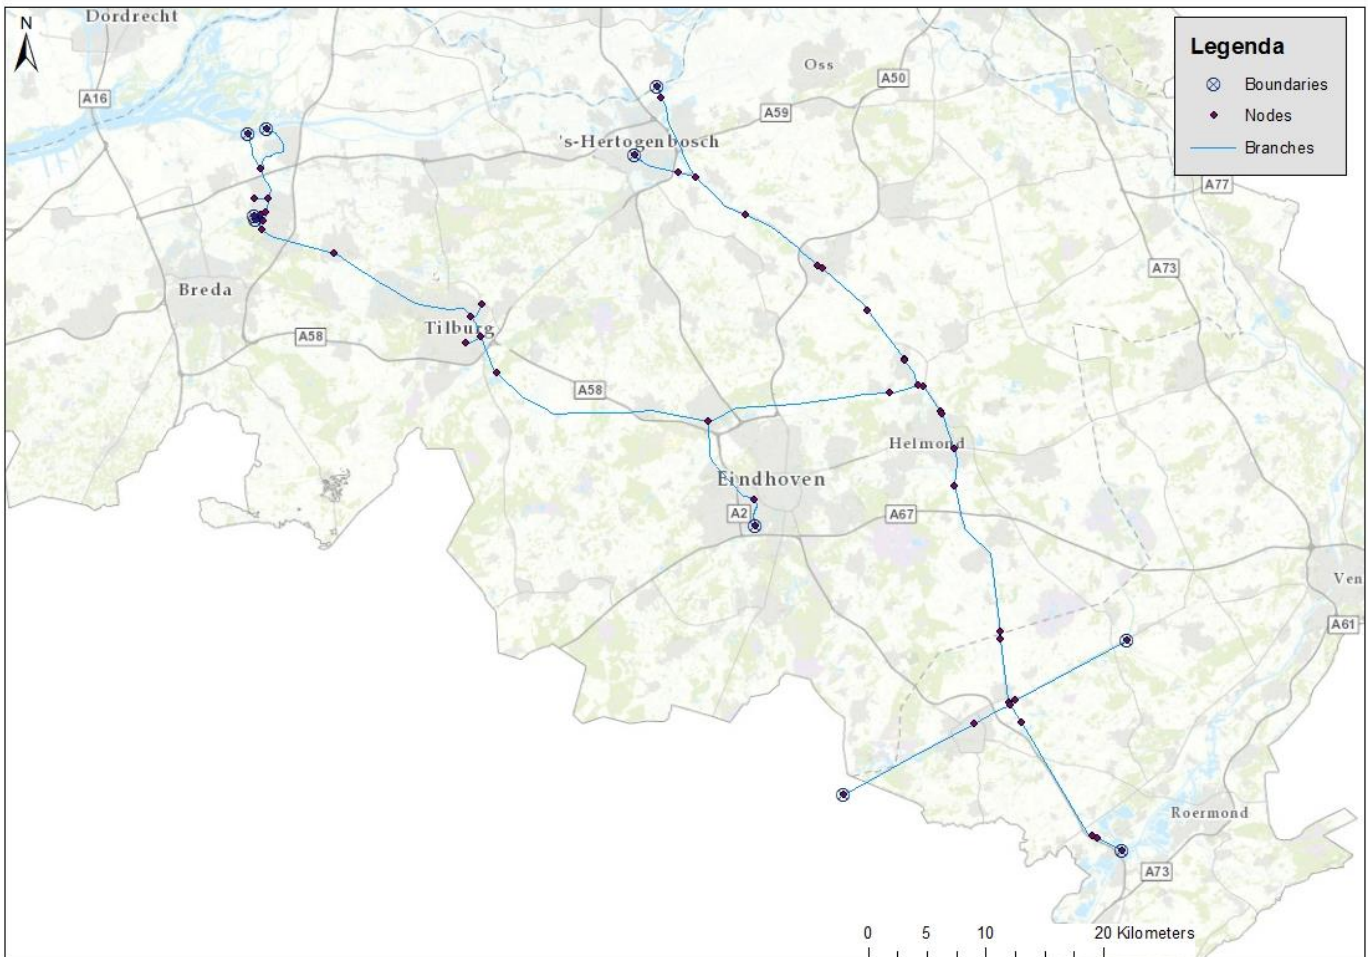 N
Dordrecht
Legenda
Boundaries
Nodes
Branches
Oss
A50
A16
A59
's-Hertogenbosch
A77
A73
Breda
Tilburg
A58
A58
Helmond
Eindhoven
A2
A67
Ven
A61
Roermond
A73
0 5 10 20 Kilometers